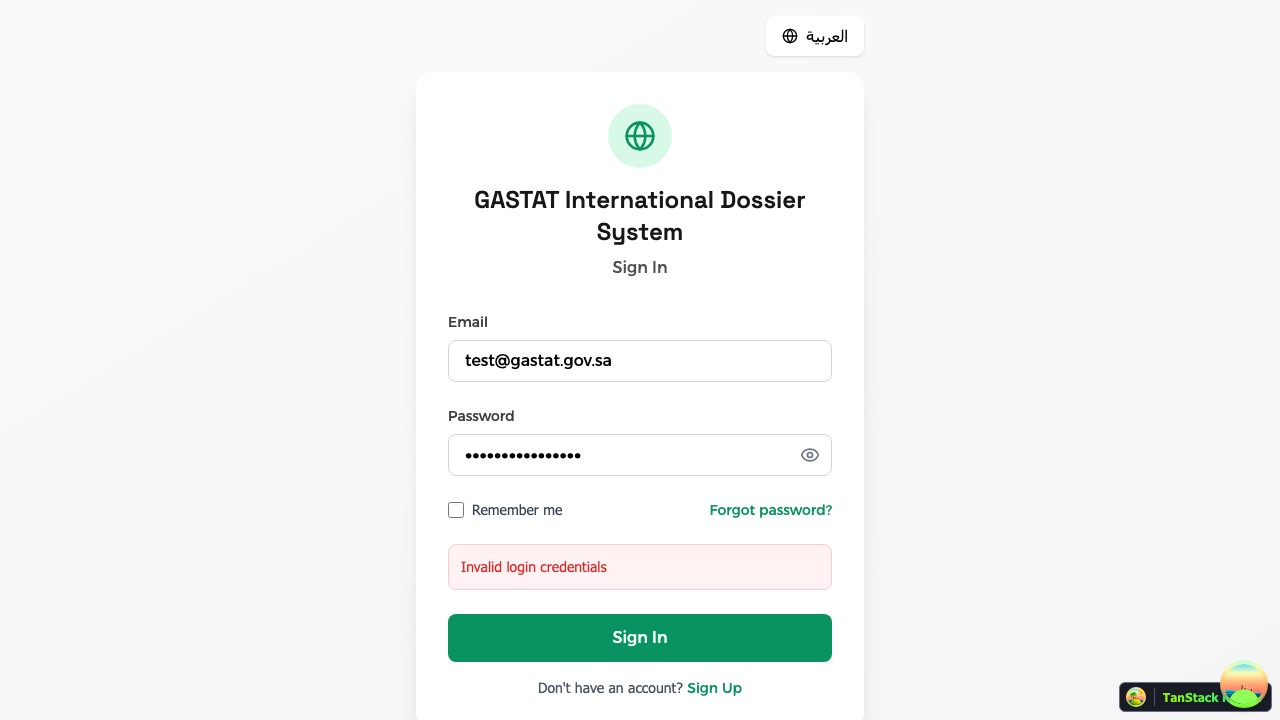 العربية
GASTAT International Dossier
System
Sign In
Email
test@gastat.gov.sa
Password
••••••••••••••••
Remember me
Forgot password?
Invalid login credentials
Sign In
Don't have an account? Sign Up
TanStack